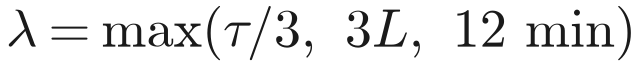 λ = max(τ/3, 3L, 12 min)